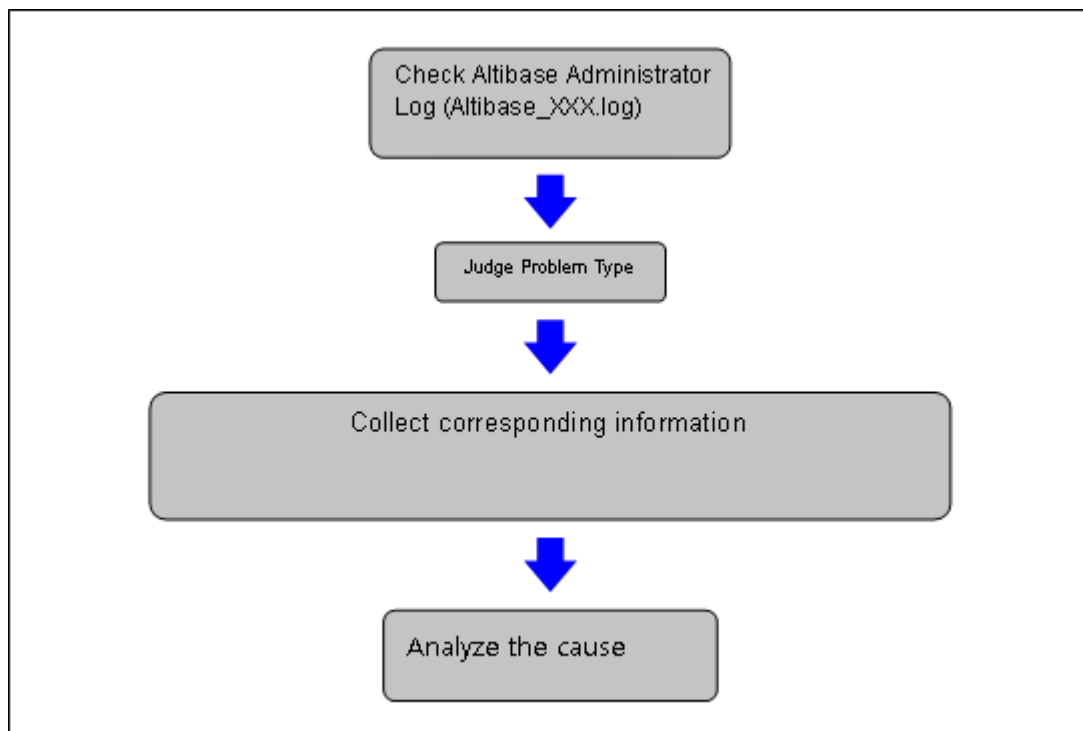 Check Altibase Administrator
Log (Altibase_XXX.log)
Judge Problem Type
Collect corresponding information
Analyze the cause